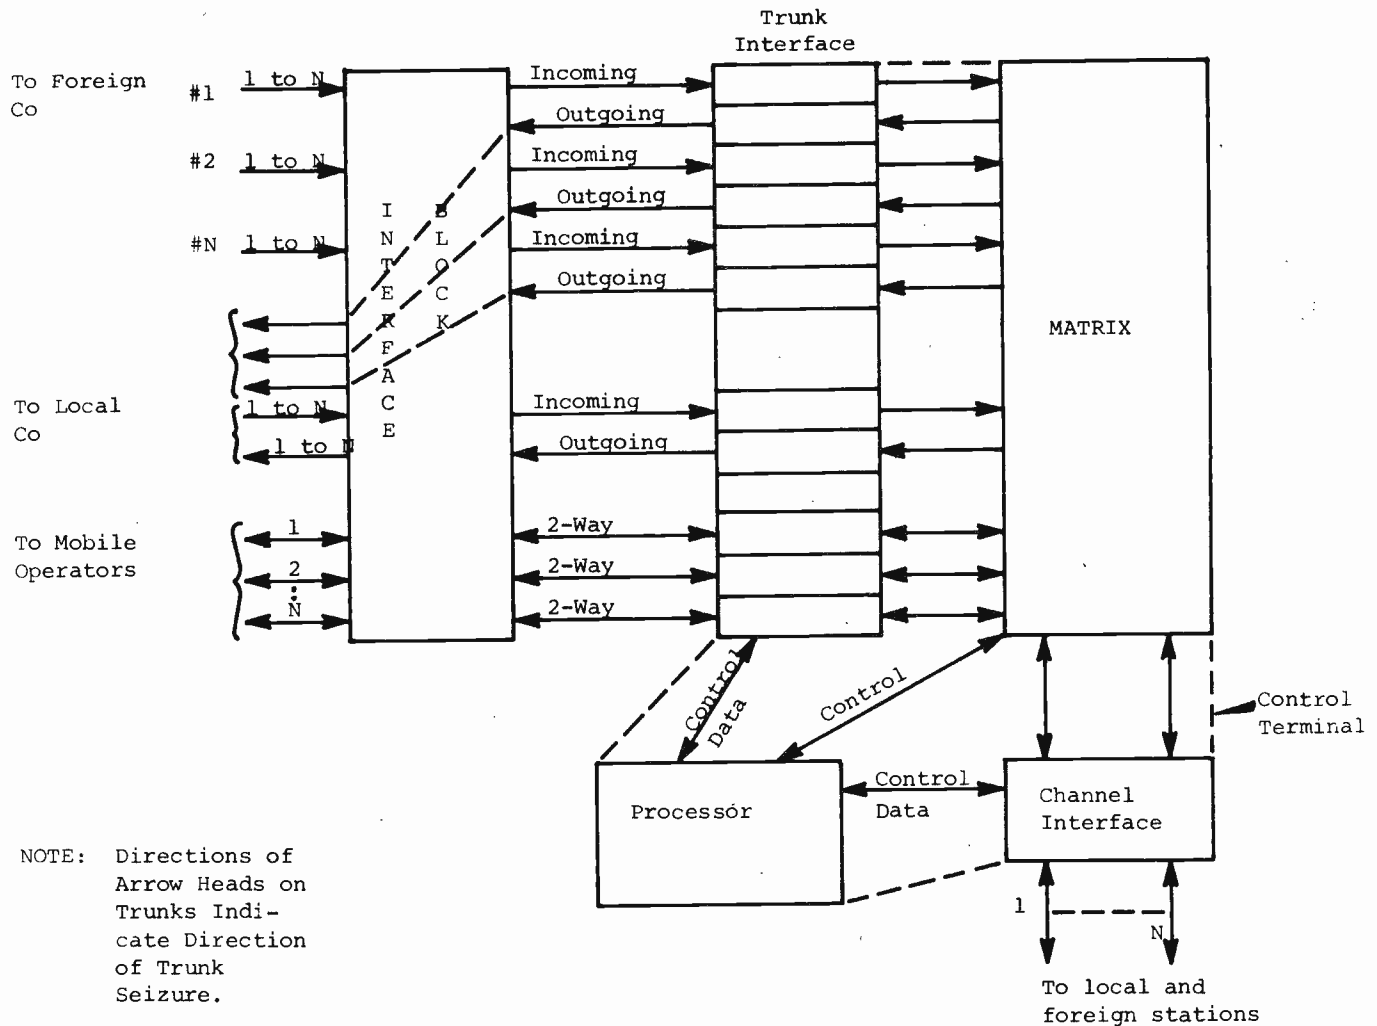 Trunk
Interface
To Foreign
Co
#1
1 to N
#2
1 to N
#N
1 to N
INTERFACE
BLOCK
Incoming
Outgoing
Incoming
Outgoing
Incoming
Outgoing
MATRIX
To Local
Co
1 to N
1 to N
Incoming
Outgoing
To Mobile
Operators
1
2
N
2-Way
2-Way
2-Way
Control
Data
Control
Control
Terminal
Processor
Control
Data
Channel
Interface
1
N
To local and
foreign stations
NOTE: Directions of
Arrow Heads on
Trunks Indi-
cate Direction
of Trunk
Seizure.